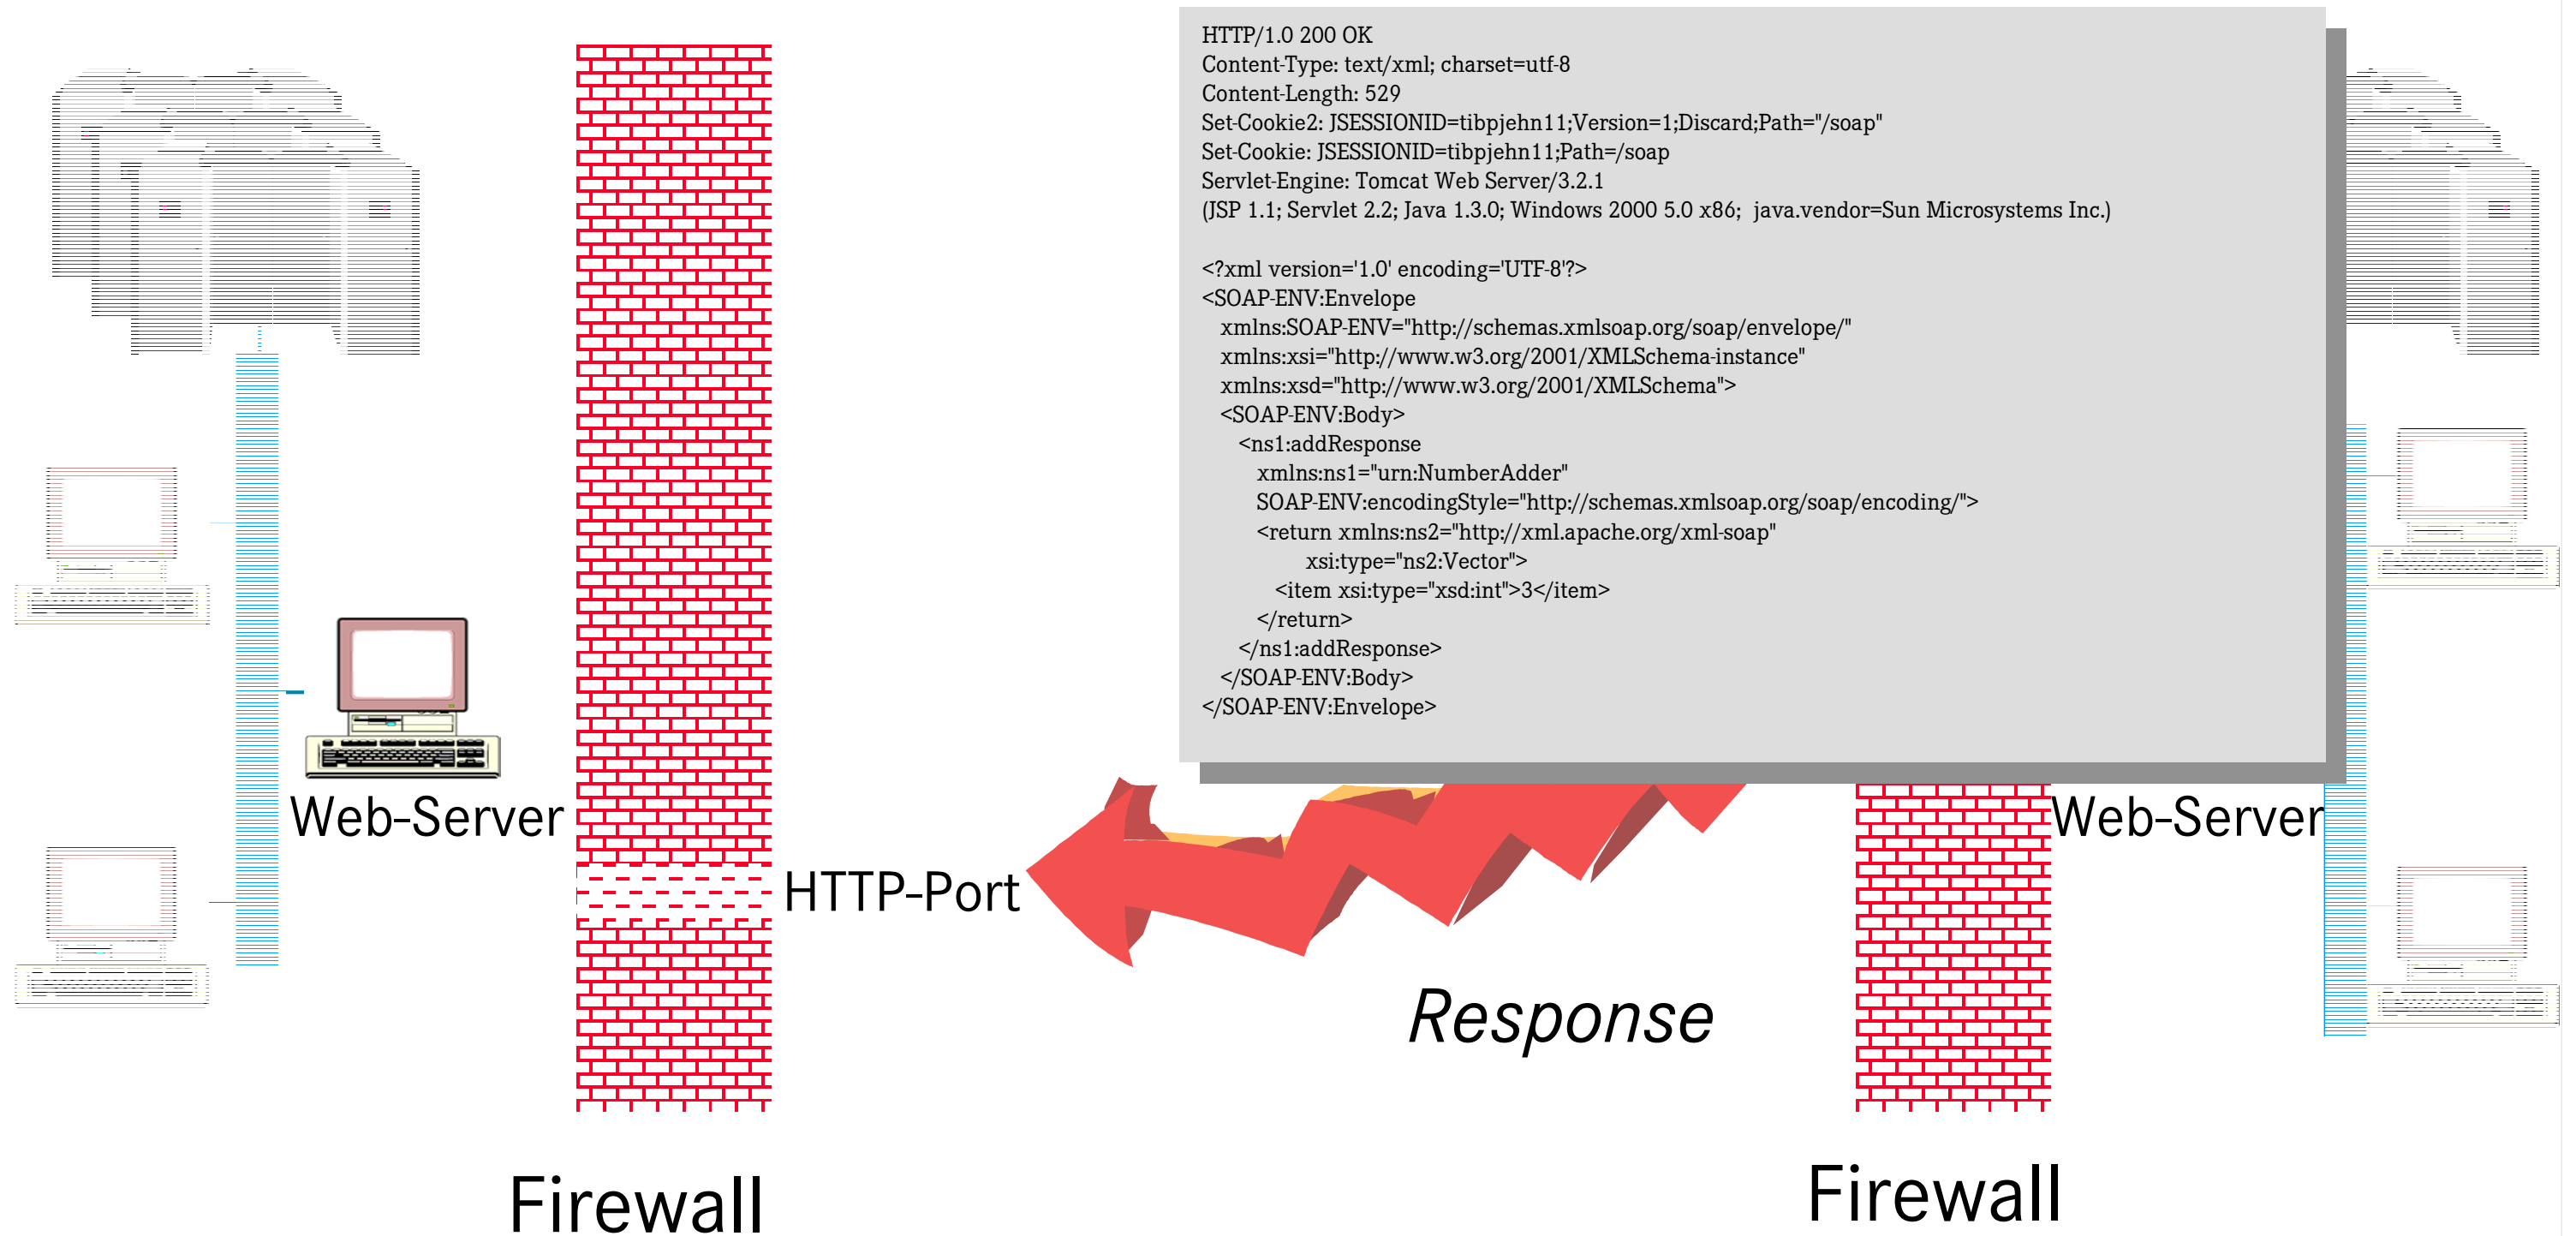 HTTP/1.0 200 OK
Content-Type: text/xml; charset=utf-8
Content-Length: 529
Set-Cookie2: JSESSIONID=tibpjehn11;Version=1;Discard;Path="/soap"
Set-Cookie: JSESSIONID=tibpjehn11;Path=/soap
Servlet-Engine: Tomcat Web Server/3.2.1
(JSP 1.1; Servlet 2.2; Java 1.3.0; Windows 2000 5.0 x86;  java.vendor=Sun Microsystems Inc.)

<?xml version='1.0' encoding='UTF-8'?>
<SOAP-ENV:Envelope
  xmlns:SOAP-ENV="http://schemas.xmlsoap.org/soap/envelope/"
  xmlns:xsi="http://www.w3.org/2001/XMLSchema-instance"
  xmlns:xsd="http://www.w3.org/2001/XMLSchema">
  <SOAP-ENV:Body>
    <ns1:addResponse
      xmlns:ns1="urn:NumberAdder"
      SOAP-ENV:encodingStyle="http://schemas.xmlsoap.org/soap/encoding/">
      <return xmlns:ns2="http://xml.apache.org/xml-soap"
           xsi:type="ns2:Vector">
        <item xsi:type="xsd:int">3</item>
      </return>
    </ns1:addResponse>
  </SOAP-ENV:Body>
</SOAP-ENV:Envelope>
Web-Server
Web-Server
HTTP-Port
Response
Firewall
Firewall